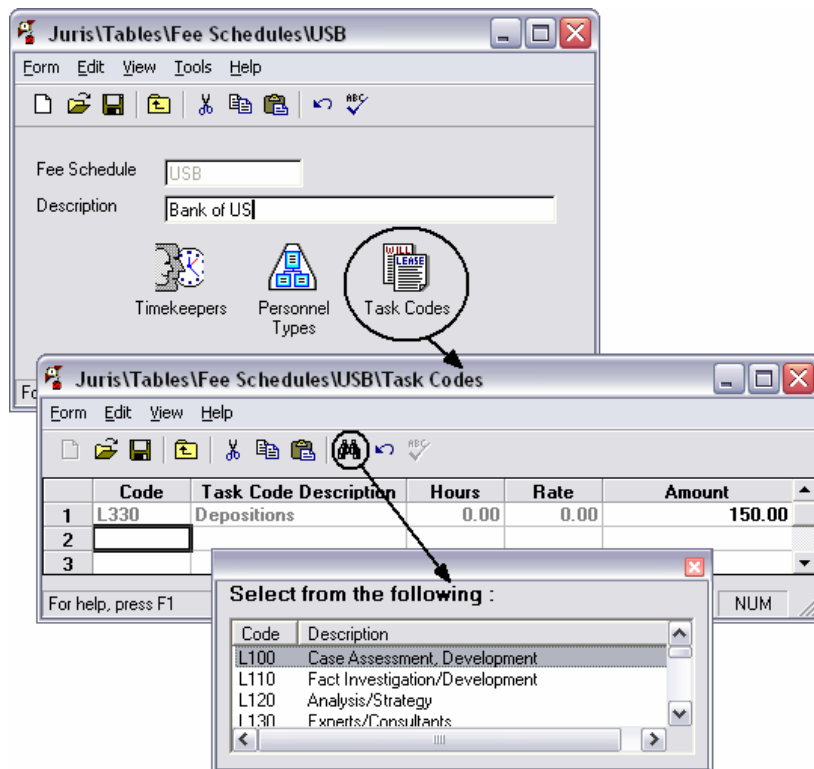 Juris\Tables\Fee Schedules\USB
Form Edit View Tools Help
ABC
Fee Schedule USB
Description Bank of US
WILL
LEASE
Timekeepers Personnel Types Task Codes
Juris\Tables\Fee Schedules\USB\Task Codes
Fo
Form Edit View Help
ABC
Code Task Code Description Hours Rate Amount
1 L330 Depositions 0.00 0.00 150.00
2
3
For help, press F1 NUM
Select from the following :
Code Description
L100 Case Assessment, Development
L110 Fact Investigation/Development
L120 Analysis/Strategy
L130 Experts/Consultants